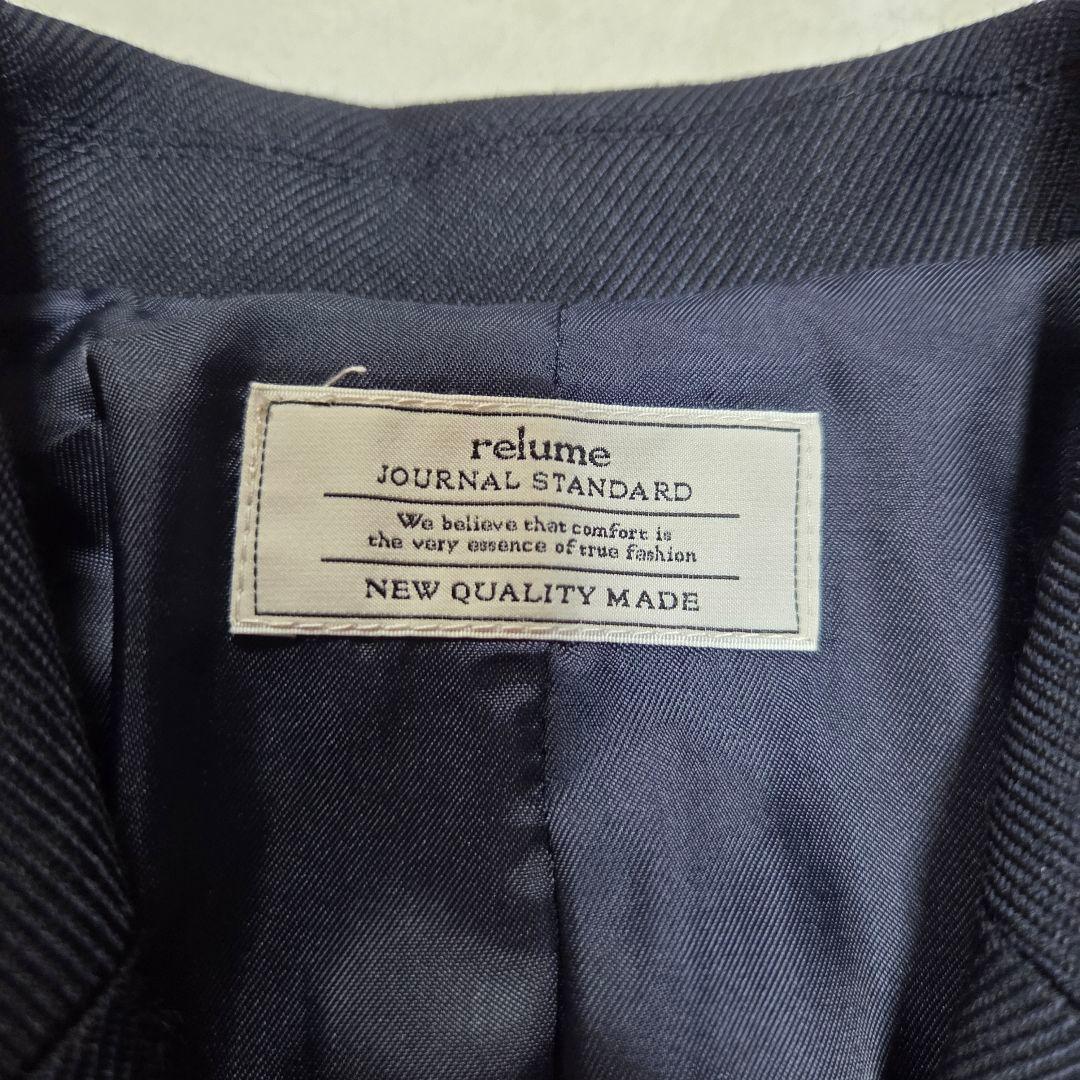 relume
JOURNAL STANDARD
We believe that comfort is
the very essence of true fashion
NEW QUALITY MADE